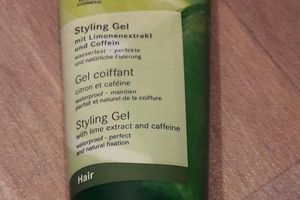 COSMETIC
Styling Gel
mit Limonenextrakt
und Coffein
wasserfest – perfekte
und natürliche Fixierung
Gel coiffant
citron et caféine
waterproof – maintien
parfait et naturel de la coiffure
Styling Gel
with lime extract and caffeine
waterproof - perfect
and natural fixation
Hair